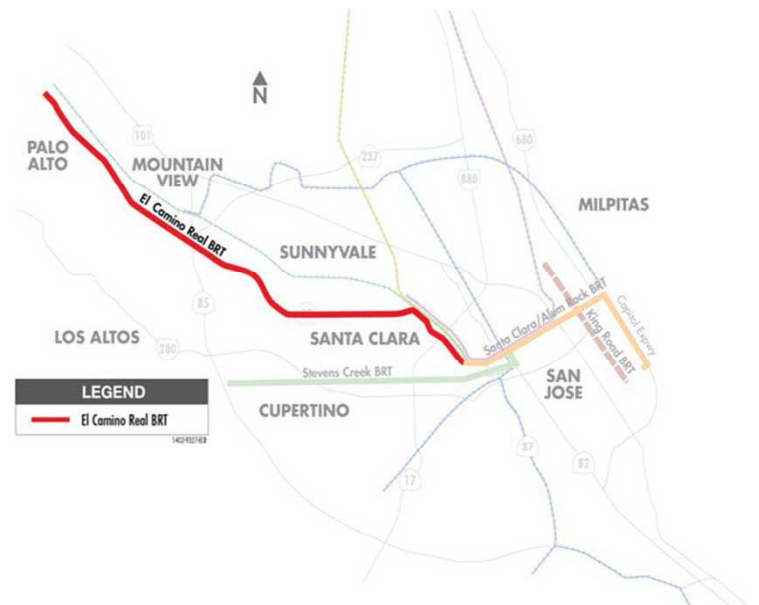 N
PALO
ALTO
101
MOUNTAIN
VIEW
237
680
880
MILPITAS
El Camino Real BRT
SUNNYVALE
85
Santa Clara/Alum Rock BRT
Capitol Expwy
King Road BRT
LOS ALTOS
280
SANTA CLARA
Stevens Creek BRT
SAN
JOSE
CUPERTINO
LEGEND
El Camino Real BRT
87
82
17